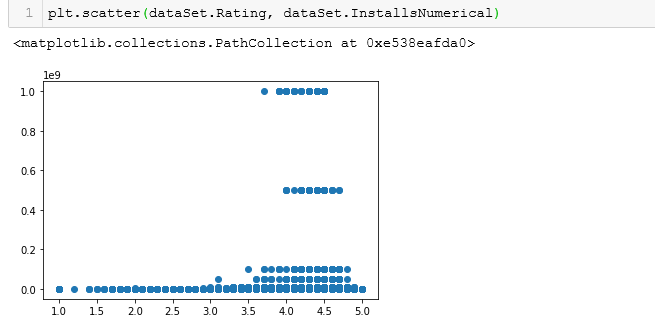 1 plt.scatter(dataSet.Rating, dataSet.InstallsNumerical)
<matplotlib.collections.PathCollection at 0xe538eafda0>
1e9
1.0
0.8
0.6
0.4
0.2
0.0
1.0 1.5 2.0 2.5 3.0 3.5 4.0 4.5 5.0